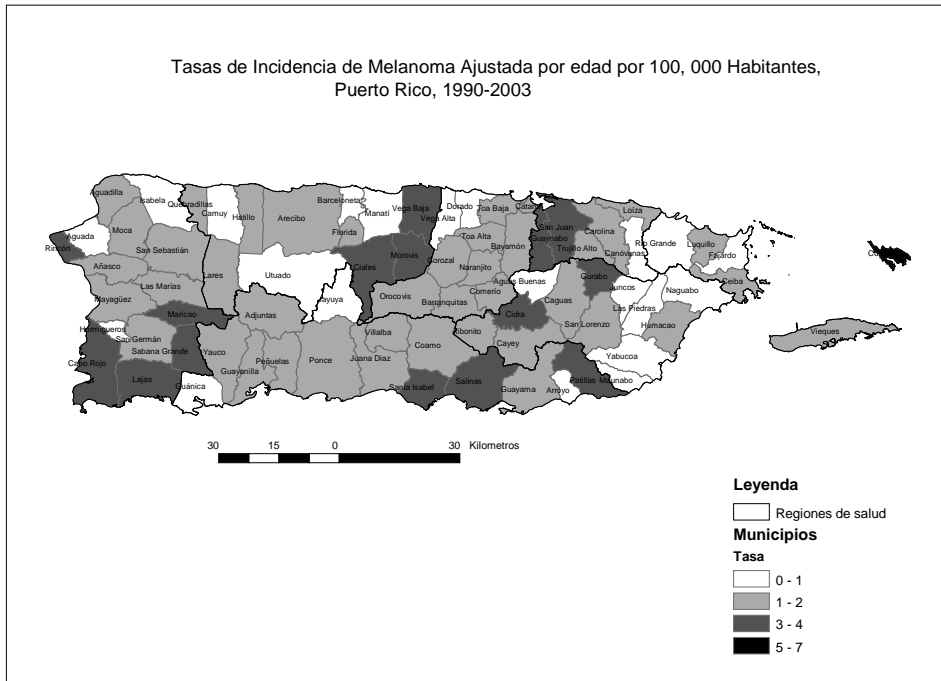 Tasas de Incidencia de Melanoma Ajustada por edad por 100, 000 Habitantes,
Puerto Rico, 1990-2003
Aguadilla
Isabela
Quebradillas
Camuy
Hatillo
Arecibo
Barceloneta
Manatí
Vega Baja
Vega Alta
Dorado
Toa Baja
Loiza
San Juan
Carolina
Guaynabo
Trujillo Alto
Canóvanas
Río Grande
Luquillo
Fajardo
Ceiba
Aguada
Moca
Rincón
San Sebastián
Florida
Toa Alta
Bayamón
Ciales
Morovis
Corozal
Naranjito
Añasco
Lares
Utuado
Las Marías
Mayagüez
Orocovis
Barranquitas
Comerío
Aguas Buenas
Caguas
Gurabo
Juncos
Naguabo
Las Piedras
Humacao
Maricao
Adjuntas
Villalba
Cidra
San Lorenzo
Vieques
Hormigueros
San Germán
Sabana Grande
Yauco
Peñuelas
Ponce
Juana Diaz
Coamo
Cayey
Yabucoa
Cabo Rojo
Lajas
Guánica
Guayanilla
Santa Isabel
Salinas
Guayama
Arroyo
Patillas
Maunabo
30 15 0 30 Kilometros
Leyenda
Regiones de salud
Municipios
Tasa
0 - 1
1 - 2
3 - 4
5 - 7